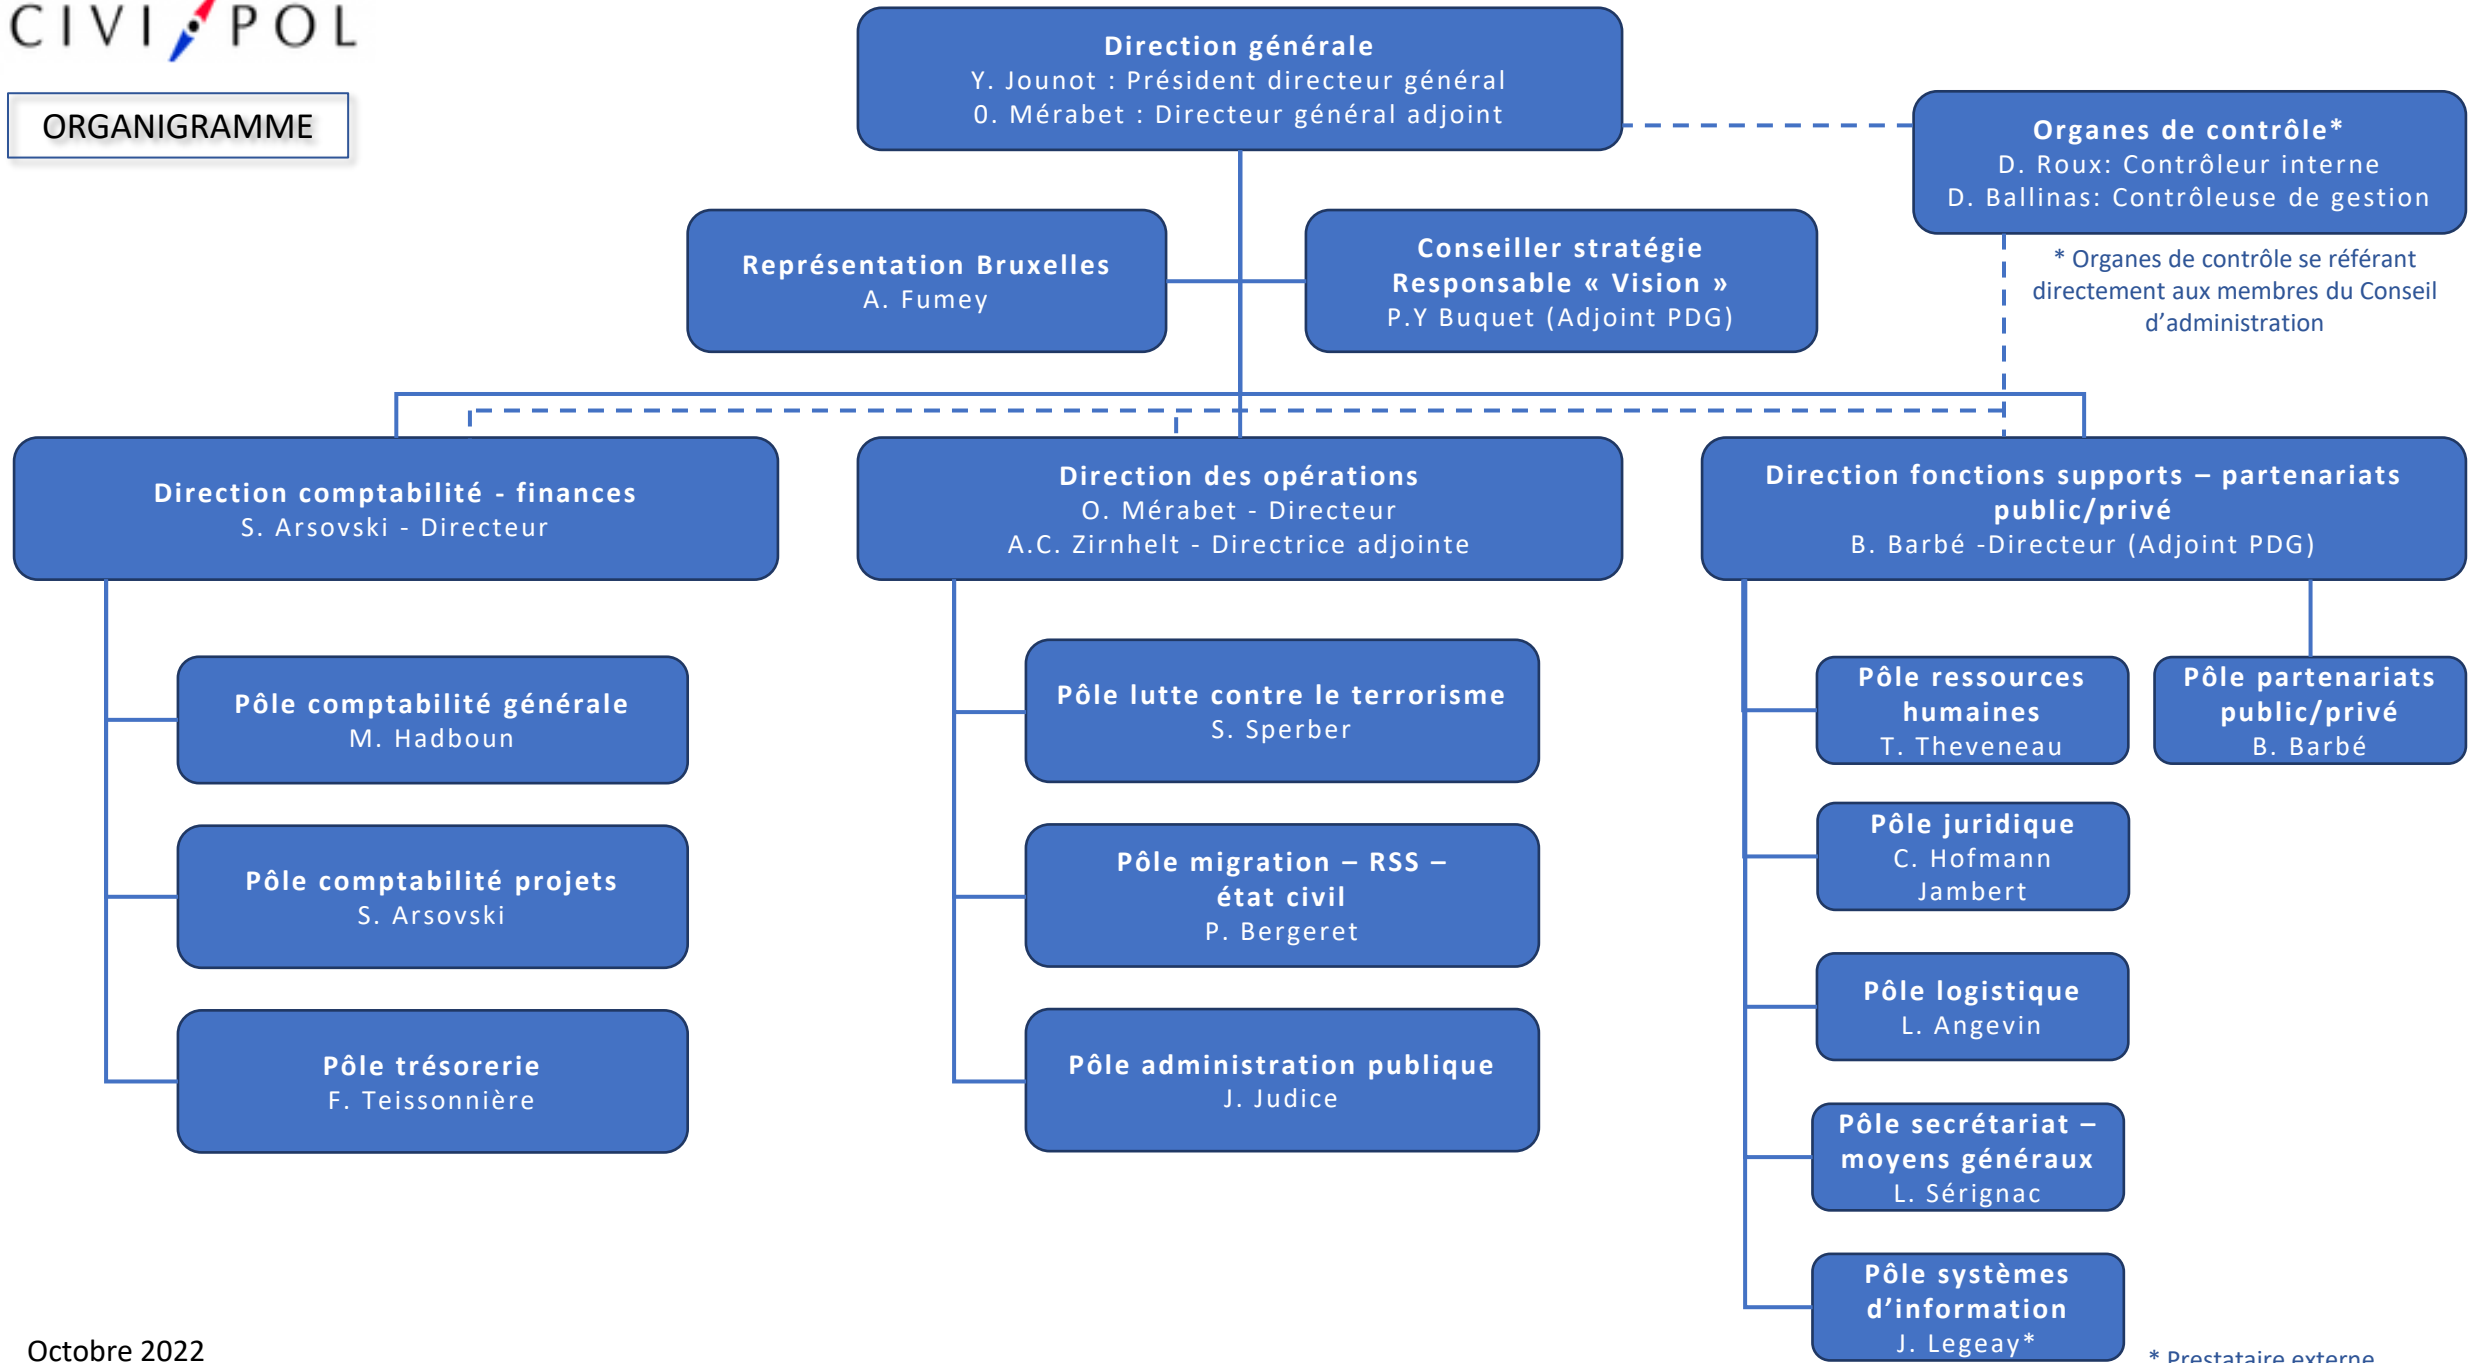 CIVIPOL
ORGANIGRAMME
Direction générale
Y. Jounot : Président directeur général
0. Mérabet : Directeur général adjoint
Organes de contrôle*
D. Roux: Contrôleur interne
D. Ballinas: Contrôleuse de gestion
* Organes de contrôle se référant
directement aux membres du Conseil
d’administration
Représentation Bruxelles
A. Fumey
Conseiller stratégie
Responsable « Vision »
P.Y Buquet (Adjoint PDG)
Direction comptabilité - finances
S. Arsovski - Directeur
Direction des opérations
O. Mérabet - Directeur
A.C. Zirnhelt - Directrice adjointe
Direction fonctions supports – partenariats
public/privé
B. Barbé -Directeur (Adjoint PDG)
Pôle comptabilité générale
M. Hadboun
Pôle comptabilité projets
S. Arsovski
Pôle trésorerie
F. Teissonnière
Pôle lutte contre le terrorisme
S. Sperber
Pôle migration – RSS –
état civil
P. Bergeret
Pôle administration publique
J. Judice
Pôle ressources
humaines
T. Theveneau
Pôle partenariats
public/privé
B. Barbé
Pôle juridique
C. Hofmann
Jambert
Pôle logistique
L. Angevin
Pôle secrétariat –
moyens généraux
L. Sérignac
Pôle systèmes
d’information
J. Legeay*
* Prestataire externe
Octobre 2022